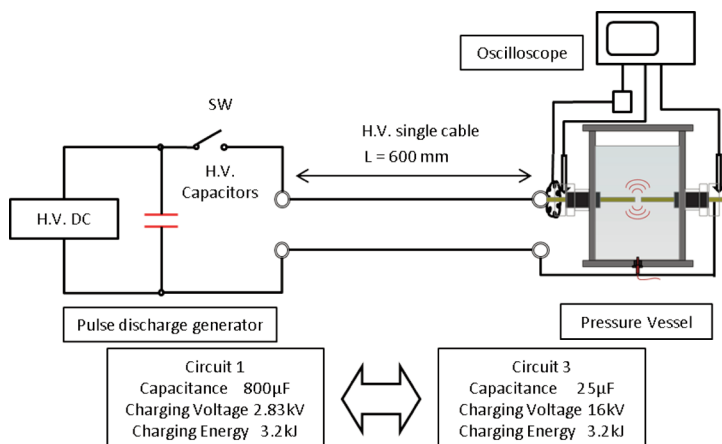 Oscilloscope
SW
H.V. single cable
L = 600 mm
H.V.
Capacitors
H.V. DC
Pulse discharge generator
Pressure Vessel
Circuit 1
Capacitance 800μF
Charging Voltage 2.83kV
Charging Energy 3.2kJ
Circuit 3
Capacitance 25μF
Charging Voltage 16kV
Charging Energy 3.2kJ